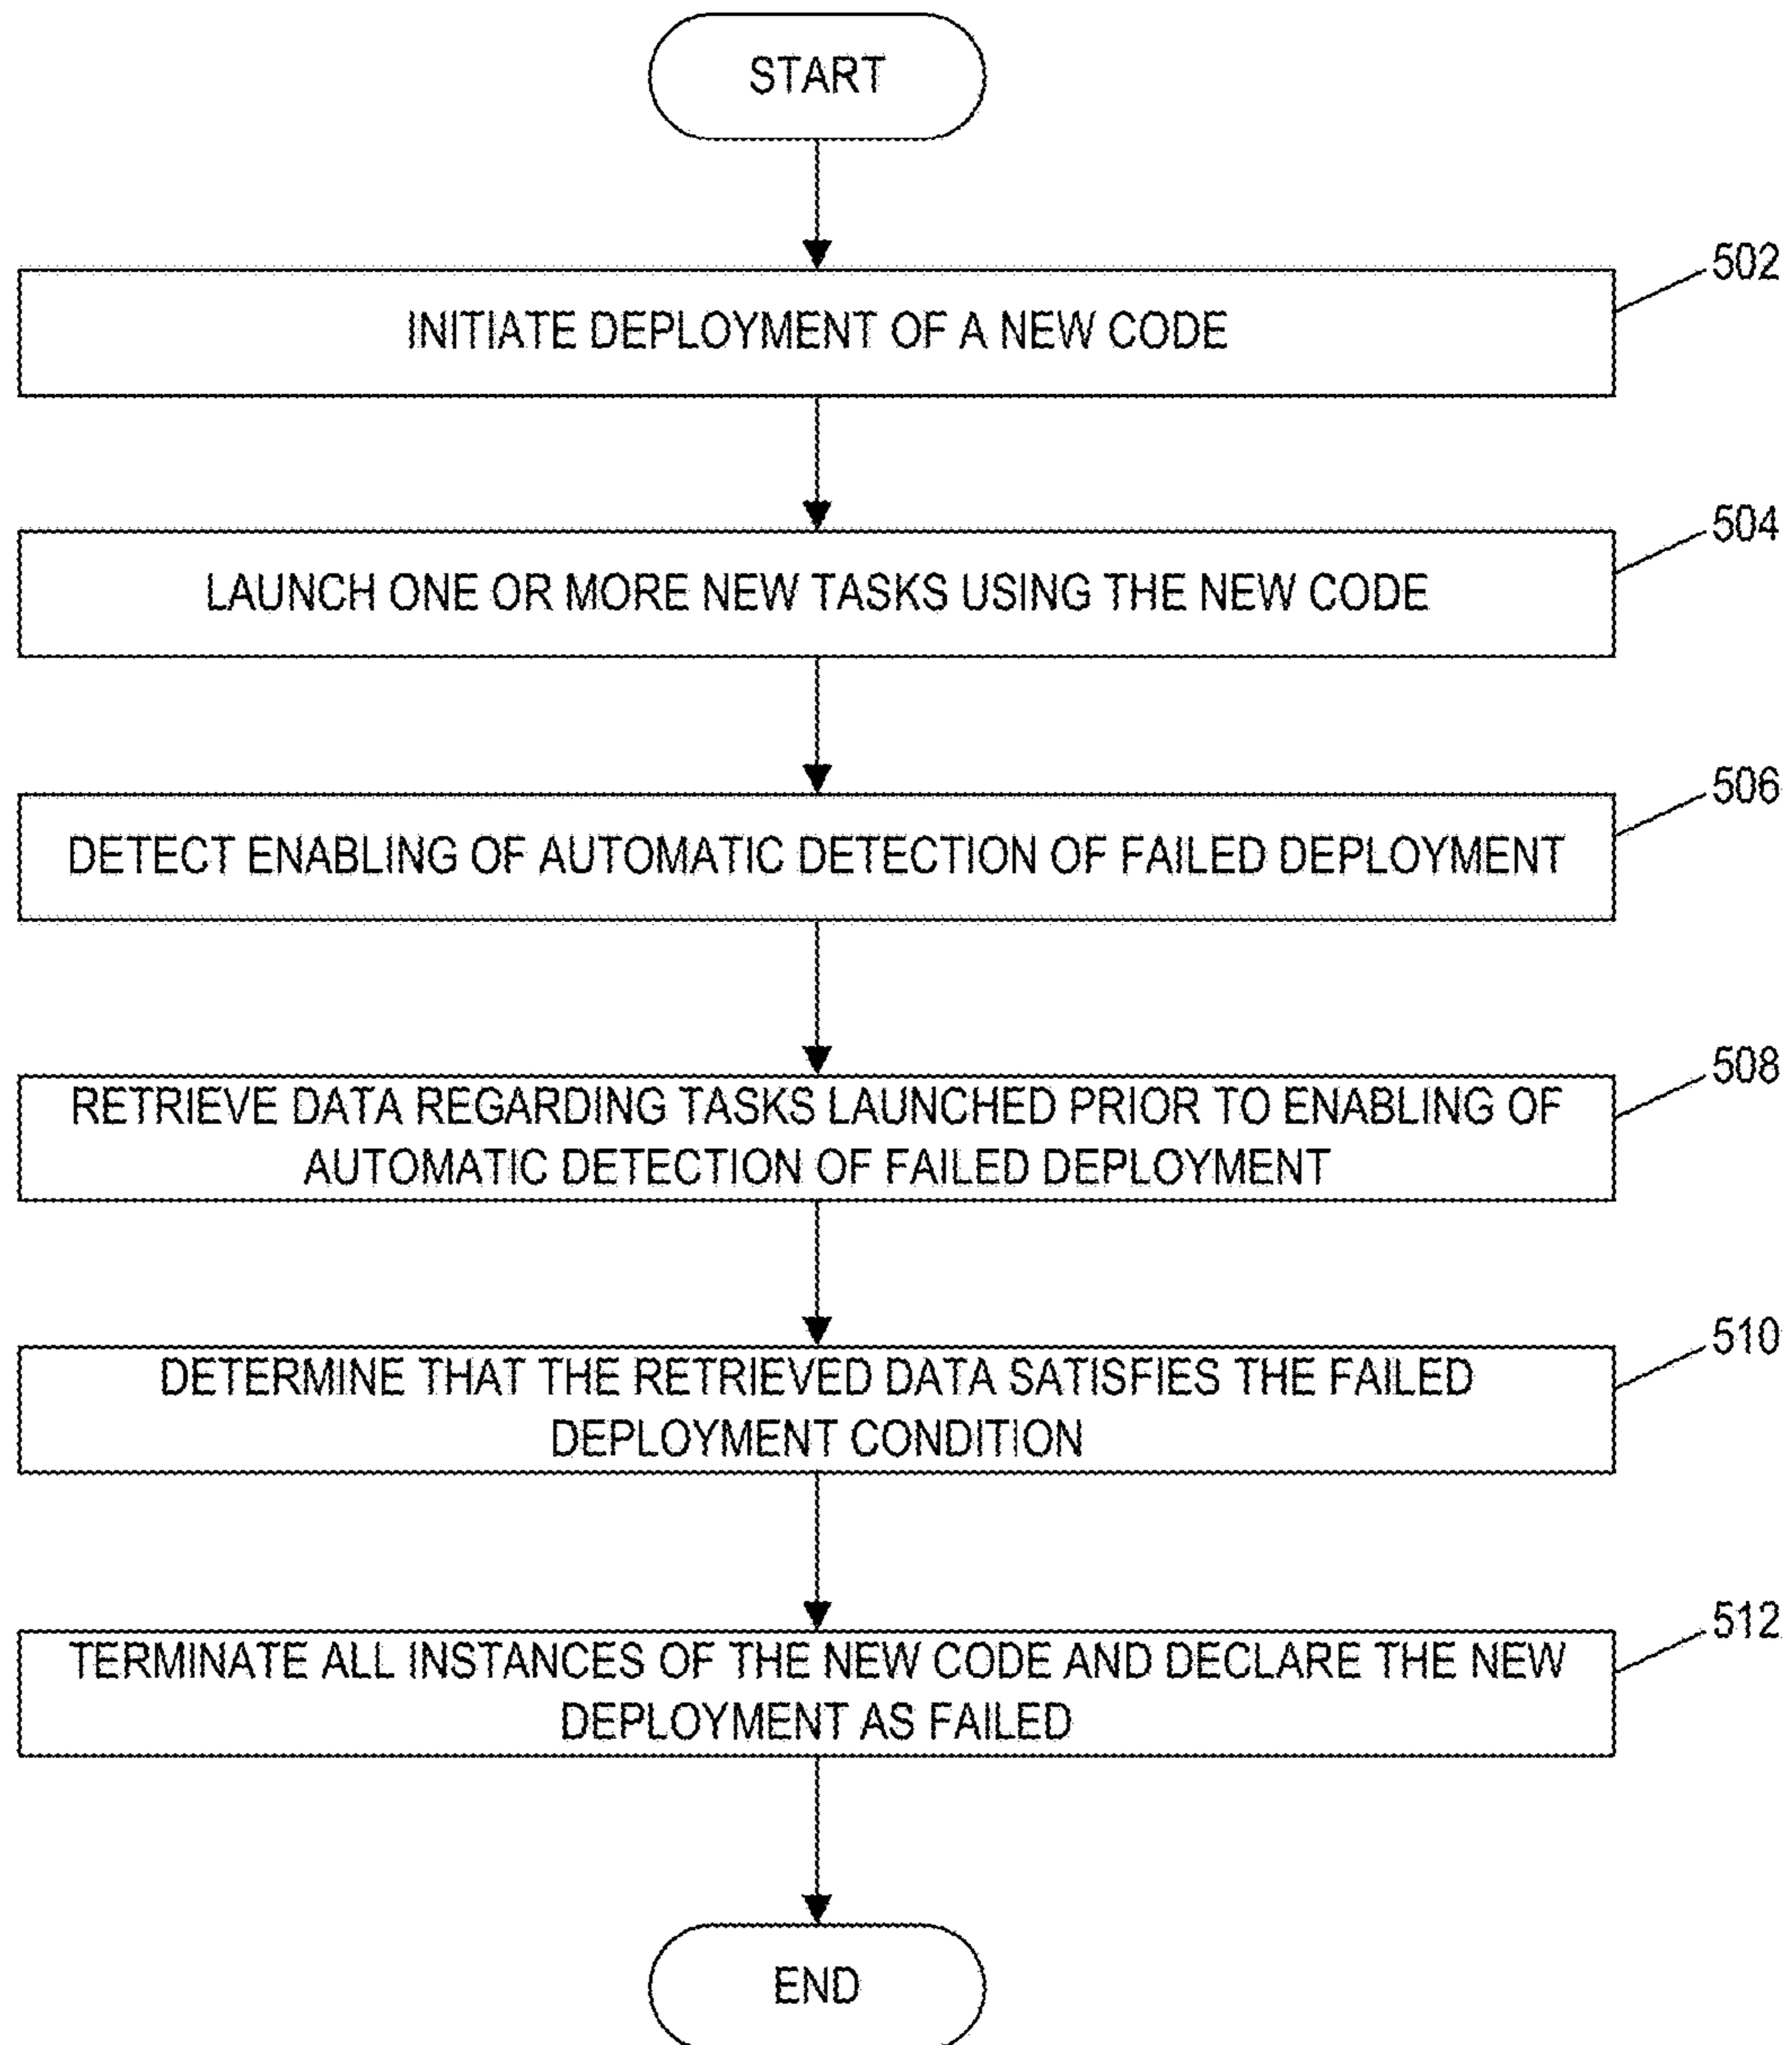 START
502
INITIATE DEPLOYMENT OF A NEW CODE
504
LAUNCH ONE OR MORE NEW TASKS USING THE NEW CODE
506
DETECT ENABLING OF AUTOMATIC DETECTION OF FAILED DEPLOYMENT
508
RETRIEVE DATA REGARDING TASKS LAUNCHED PRIOR TO ENABLING OF
AUTOMATIC DETECTION OF FAILED DEPLOYMENT
510
DETERMINE THAT THE RETRIEVED DATA SATISFIES THE FAILED
DEPLOYMENT CONDITION
512
TERMINATE ALL INSTANCES OF THE NEW CODE AND DECLARE THE NEW
DEPLOYMENT AS FAILED
END